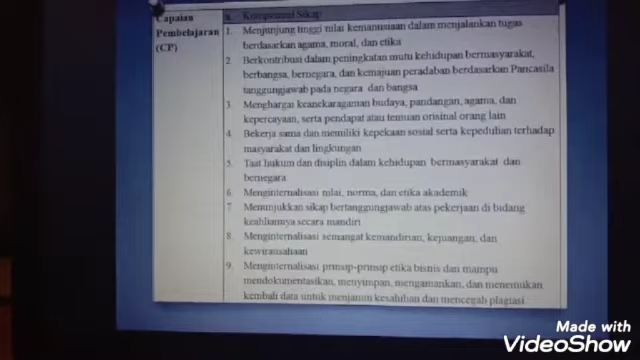 Capaian
Pembelajaran
(CP)
a. Kompetensi Sikap
1. Menjunjung tinggi nilai kemanusiaan dalam menjalankan tugas
berdasarkan agama, moral, dan etika
2. Berkontribusi dalam peningkatan mutu kehidupan bermasyarakat,
berbangsa, bernegara, dan kemajuan peradaban berdasarkan Pancasila
tanggungjawab pada negara dan bangsa
3. Menghargai keanekaragaman budaya, pandangan, agama, dan
kepercayaan, serta pendapat atau temuan orisinal orang lain
4. Bekerja sama dan memiliki kepekaan sosial serta kepedulian terhadap
masyarakat dan lingkungan
5. Taat hukum dan disiplin dalam kehidupan bermasyarakat dan
bernegara
6. Menginternalisasi nilai, norma, dan etika akademik
7. Menunjukkan sikap bertanggungjawab atas pekerjaan di bidang
keahliannya secara mandiri
8. Menginternalisasi semangat kemandirian, kejuangan, dan
kewirausahaan
9. Menginternalisasi prinsip-prinsip etika bisnis dan mampu
mendokumentasikan, menyimpan, mengamankan, dan menemukan
kembali data untuk menjamin kesahihan dan mencegah plagiasi
Made with
VideoShow